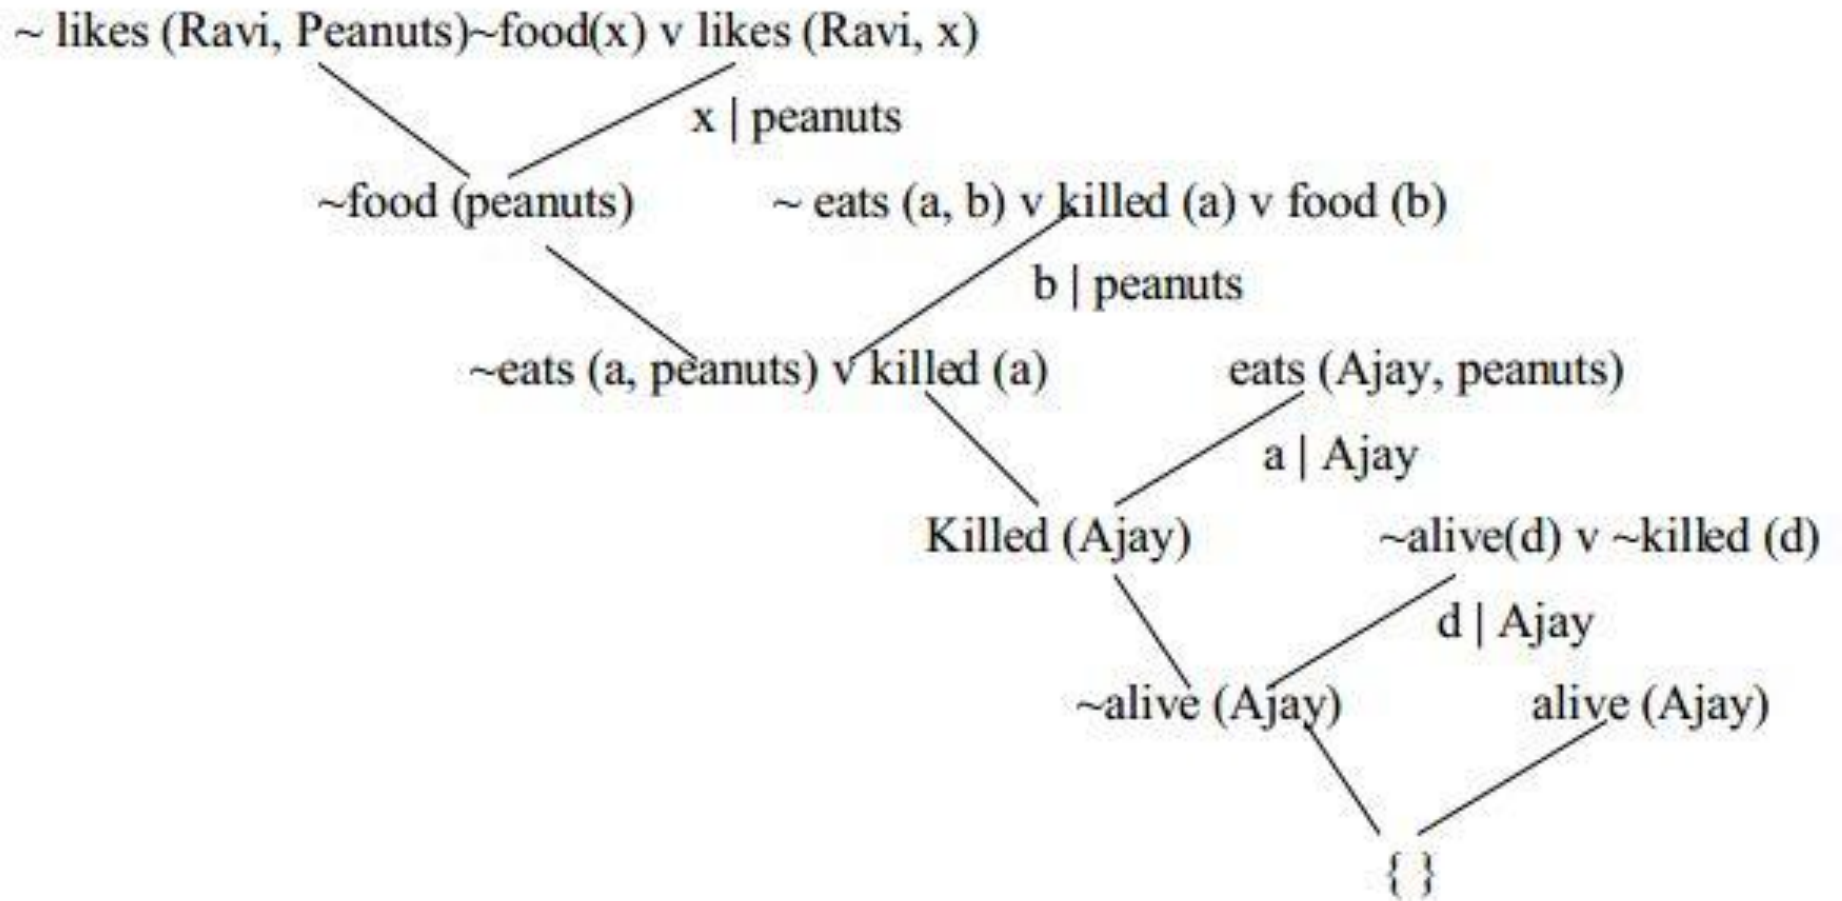 ~ likes (Ravi, Peanuts)~food(x) v likes (Ravi, x)
x | peanuts
~food (peanuts) ~ eats (a, b) v killed (a) v food (b)
b | peanuts
~eats (a, peanuts) v killed (a) eats (Ajay, peanuts)
a | Ajay
Killed (Ajay) ~alive(d) v ~killed (d)
d | Ajay
~alive (Ajay) alive (Ajay)
{ }